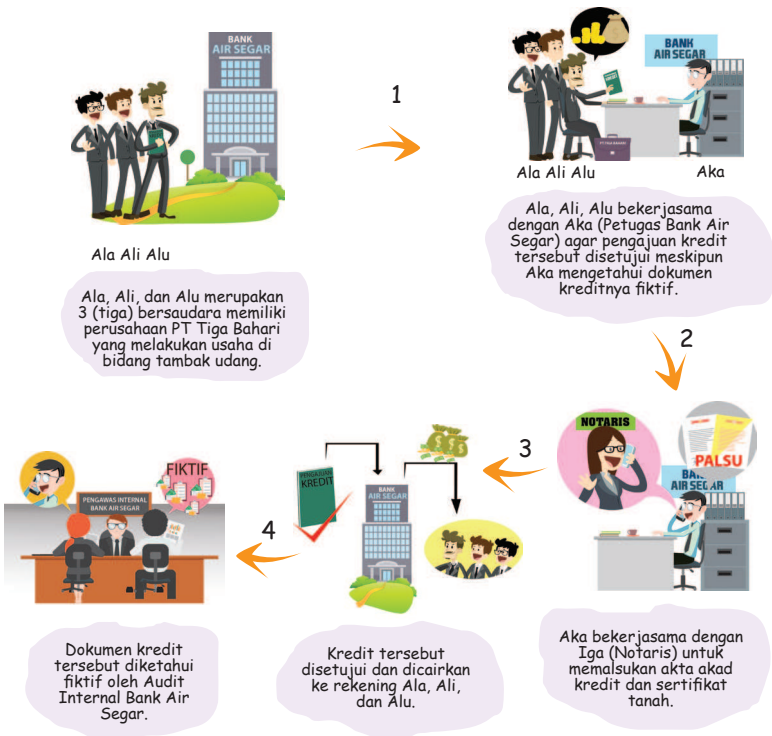 BANK
AIR SEGAR
Ala Ali Alu
Ala, Ali, dan Alu merupakan
3 (tiga) bersaudara memiliki
perusahaan PT Tiga Bahari
yang melakukan usaha di
bidang tambak udang.
1
BANK
AIR SEGAR
KREDIT
PT TIGA BAHARI
Ala Ali Alu
Aka
Ala, Ali, Alu bekerjasama
dengan Aka (Petugas Bank Air
Segar) agar pengajuan kredit
tersebut disetujui meskipun
Aka mengetahui dokumen
kreditnya fiktif.
2
NOTARIS
PALSU
BANK
AIR SEGAR
Aka bekerjasama dengan
Iga (Notaris) untuk
memalsukan akta akad
kredit dan sertifikat
tanah.
3
PENGAJUAN
KREDIT
BANK
AIR SEGAR
Kredit tersebut
disetujui dan dicairkan
ke rekening Ala, Ali,
dan Alu.
4
FIKTIF
PENGAWAS INTERNAL
BANK AIR SEGAR
Dokumen kredit
tersebut diketahui
fiktif oleh Audit
Internal Bank Air
Segar.